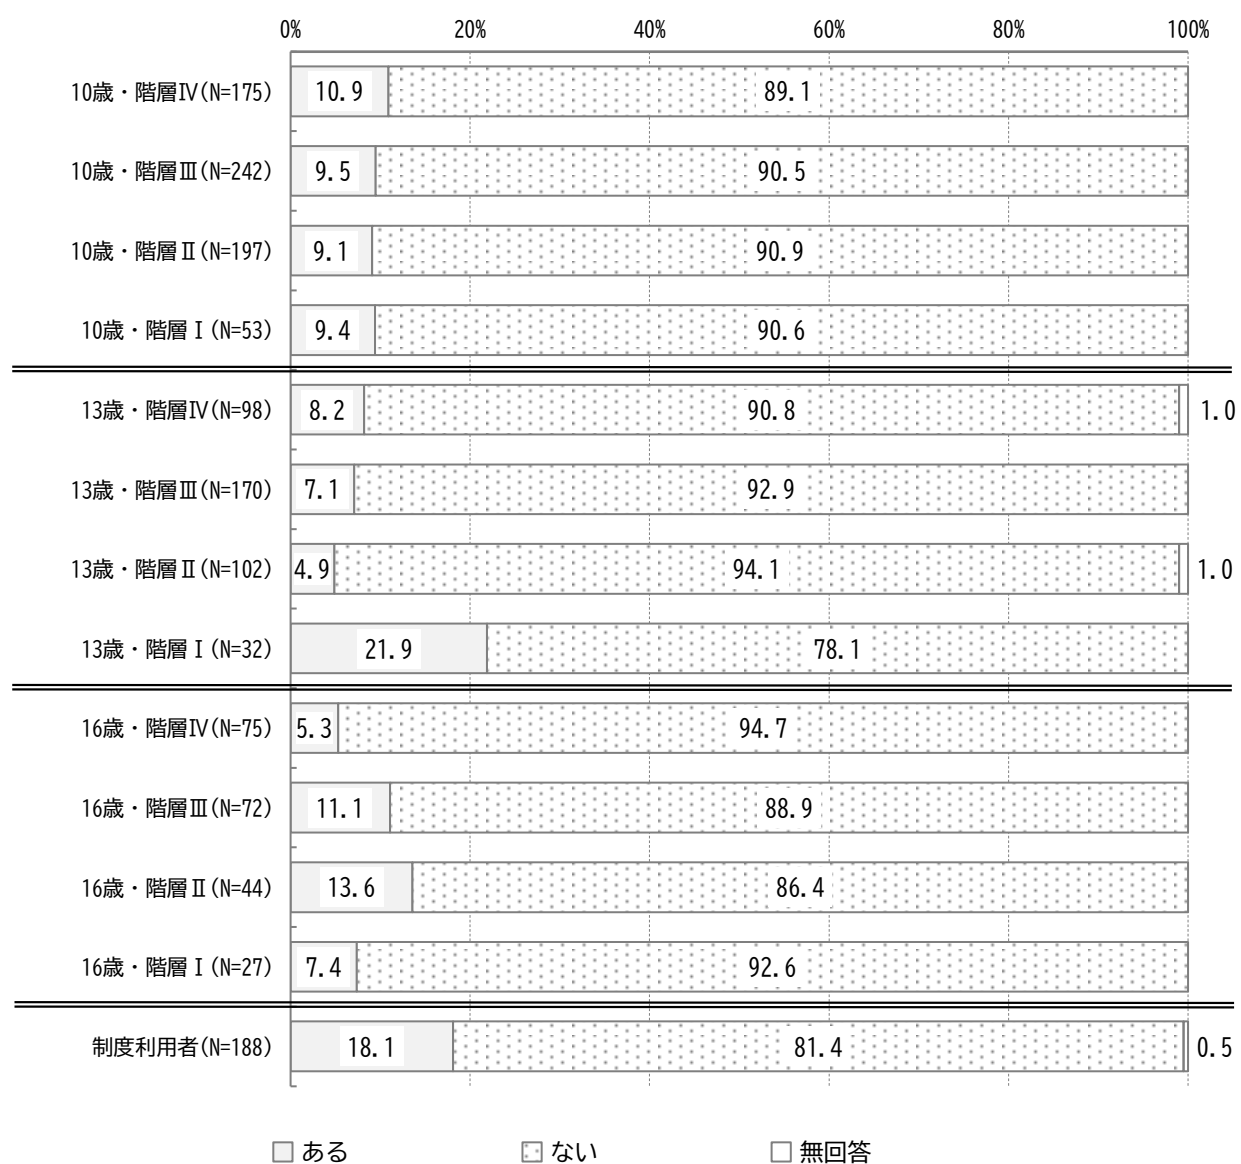 0% 20% 40% 60% 80% 100%
10歳・階層Ⅳ(N=175) 10.9 89.1
10歳・階層Ⅲ(N=242) 9.5 90.5
10歳・階層Ⅱ(N=197) 9.1 90.9
10歳・階層Ⅰ(N=53) 9.4 90.6
13歳・階層Ⅳ(N=98) 8.2 90.8 1.0
13歳・階層Ⅲ(N=170) 7.1 92.9
13歳・階層Ⅱ(N=102) 4.9 94.1 1.0
13歳・階層Ⅰ(N=32) 21.9 78.1
16歳・階層Ⅳ(N=75) 5.3 94.7
16歳・階層Ⅲ(N=72) 11.1 88.9
16歳・階層Ⅱ(N=44) 13.6 86.4
16歳・階層Ⅰ(N=27) 7.4 92.6
制度利用者(N=188) 18.1 81.4 0.5
ある ない 無回答